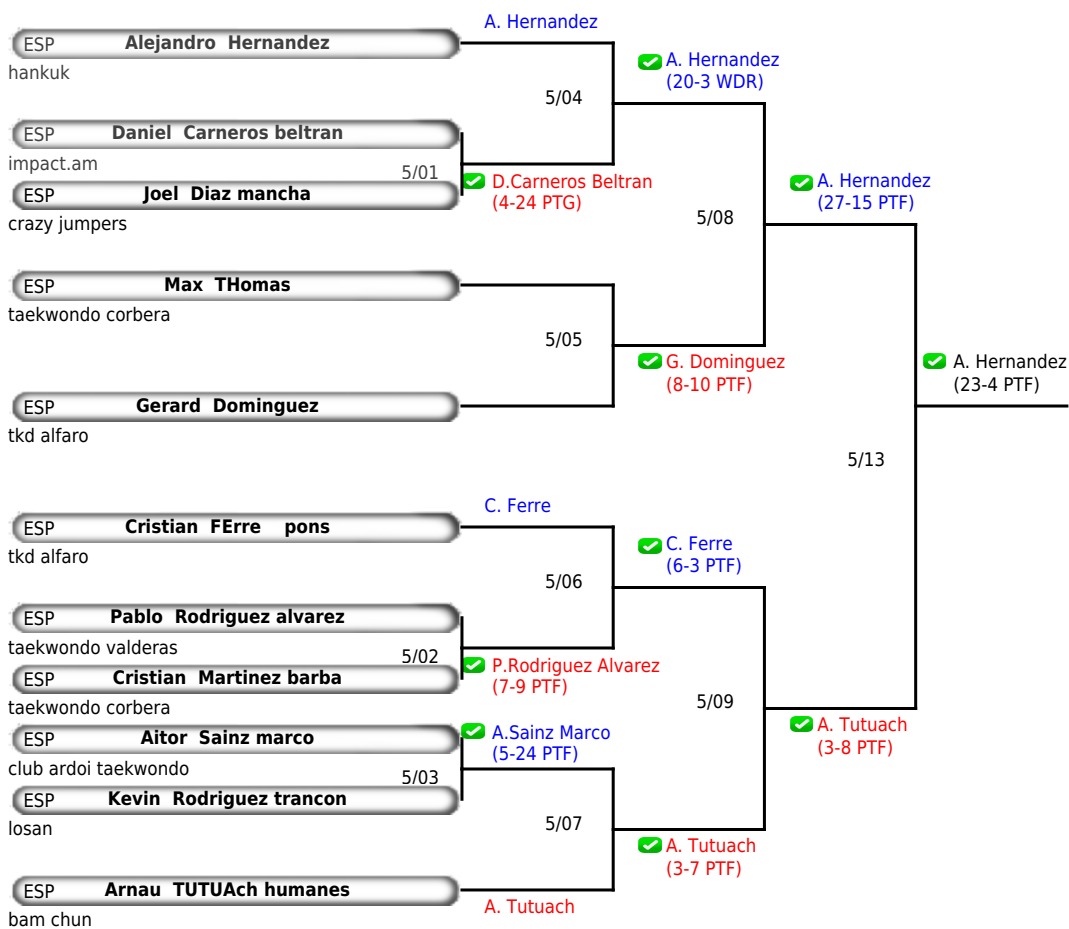 A. Hernandez
ESP Alejandro Hernandez
hankuk
A. Hernandez
(20-3 WDR)
5/04
ESP Daniel Carneros beltran
impact.am
5/01
D.Carneros Beltran
(4-24 PTG)
ESP Joel Diaz mancha
crazy jumpers
A. Hernandez
(27-15 PTF)
5/08
ESP Max THomas
taekwondo corbera
5/05
G. Dominguez
(8-10 PTF)
A. Hernandez
(23-4 PTF)
ESP Gerard Dominguez
tkd alfaro
5/13
C. Ferre
ESP Cristian FErre pons
tkd alfaro
C. Ferre
(6-3 PTF)
5/06
ESP Pablo Rodriguez alvarez
taekwondo valderas
5/02
P.Rodriguez Alvarez
(7-9 PTF)
ESP Cristian Martinez barba
taekwondo corbera
5/09
A. Tutuach
(3-8 PTF)
A.Sainz Marco
(5-24 PTF)
ESP Aitor Sainz marco
club ardoi taekwondo
5/03
ESP Kevin Rodriguez trancon
losan
5/07
A. Tutuach
(3-7 PTF)
ESP Arnau TUTUAch humanes
bam chun
A. Tutuach